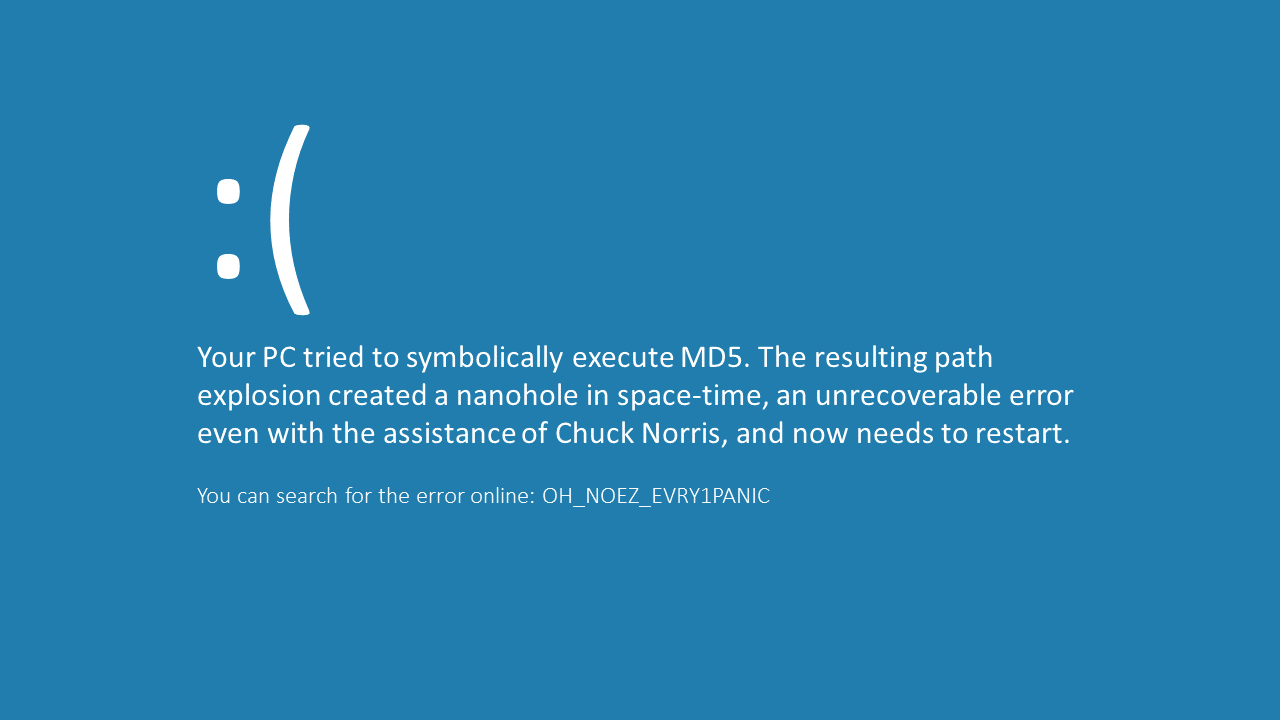 :(
Your PC tried to symbolically execute MD5. The resulting path
explosion created a nanohole in space-time, an unrecoverable error
even with the assistance of Chuck Norris, and now needs to restart.
You can search for the error online: OH_NOEZ_EVRY1PANIC